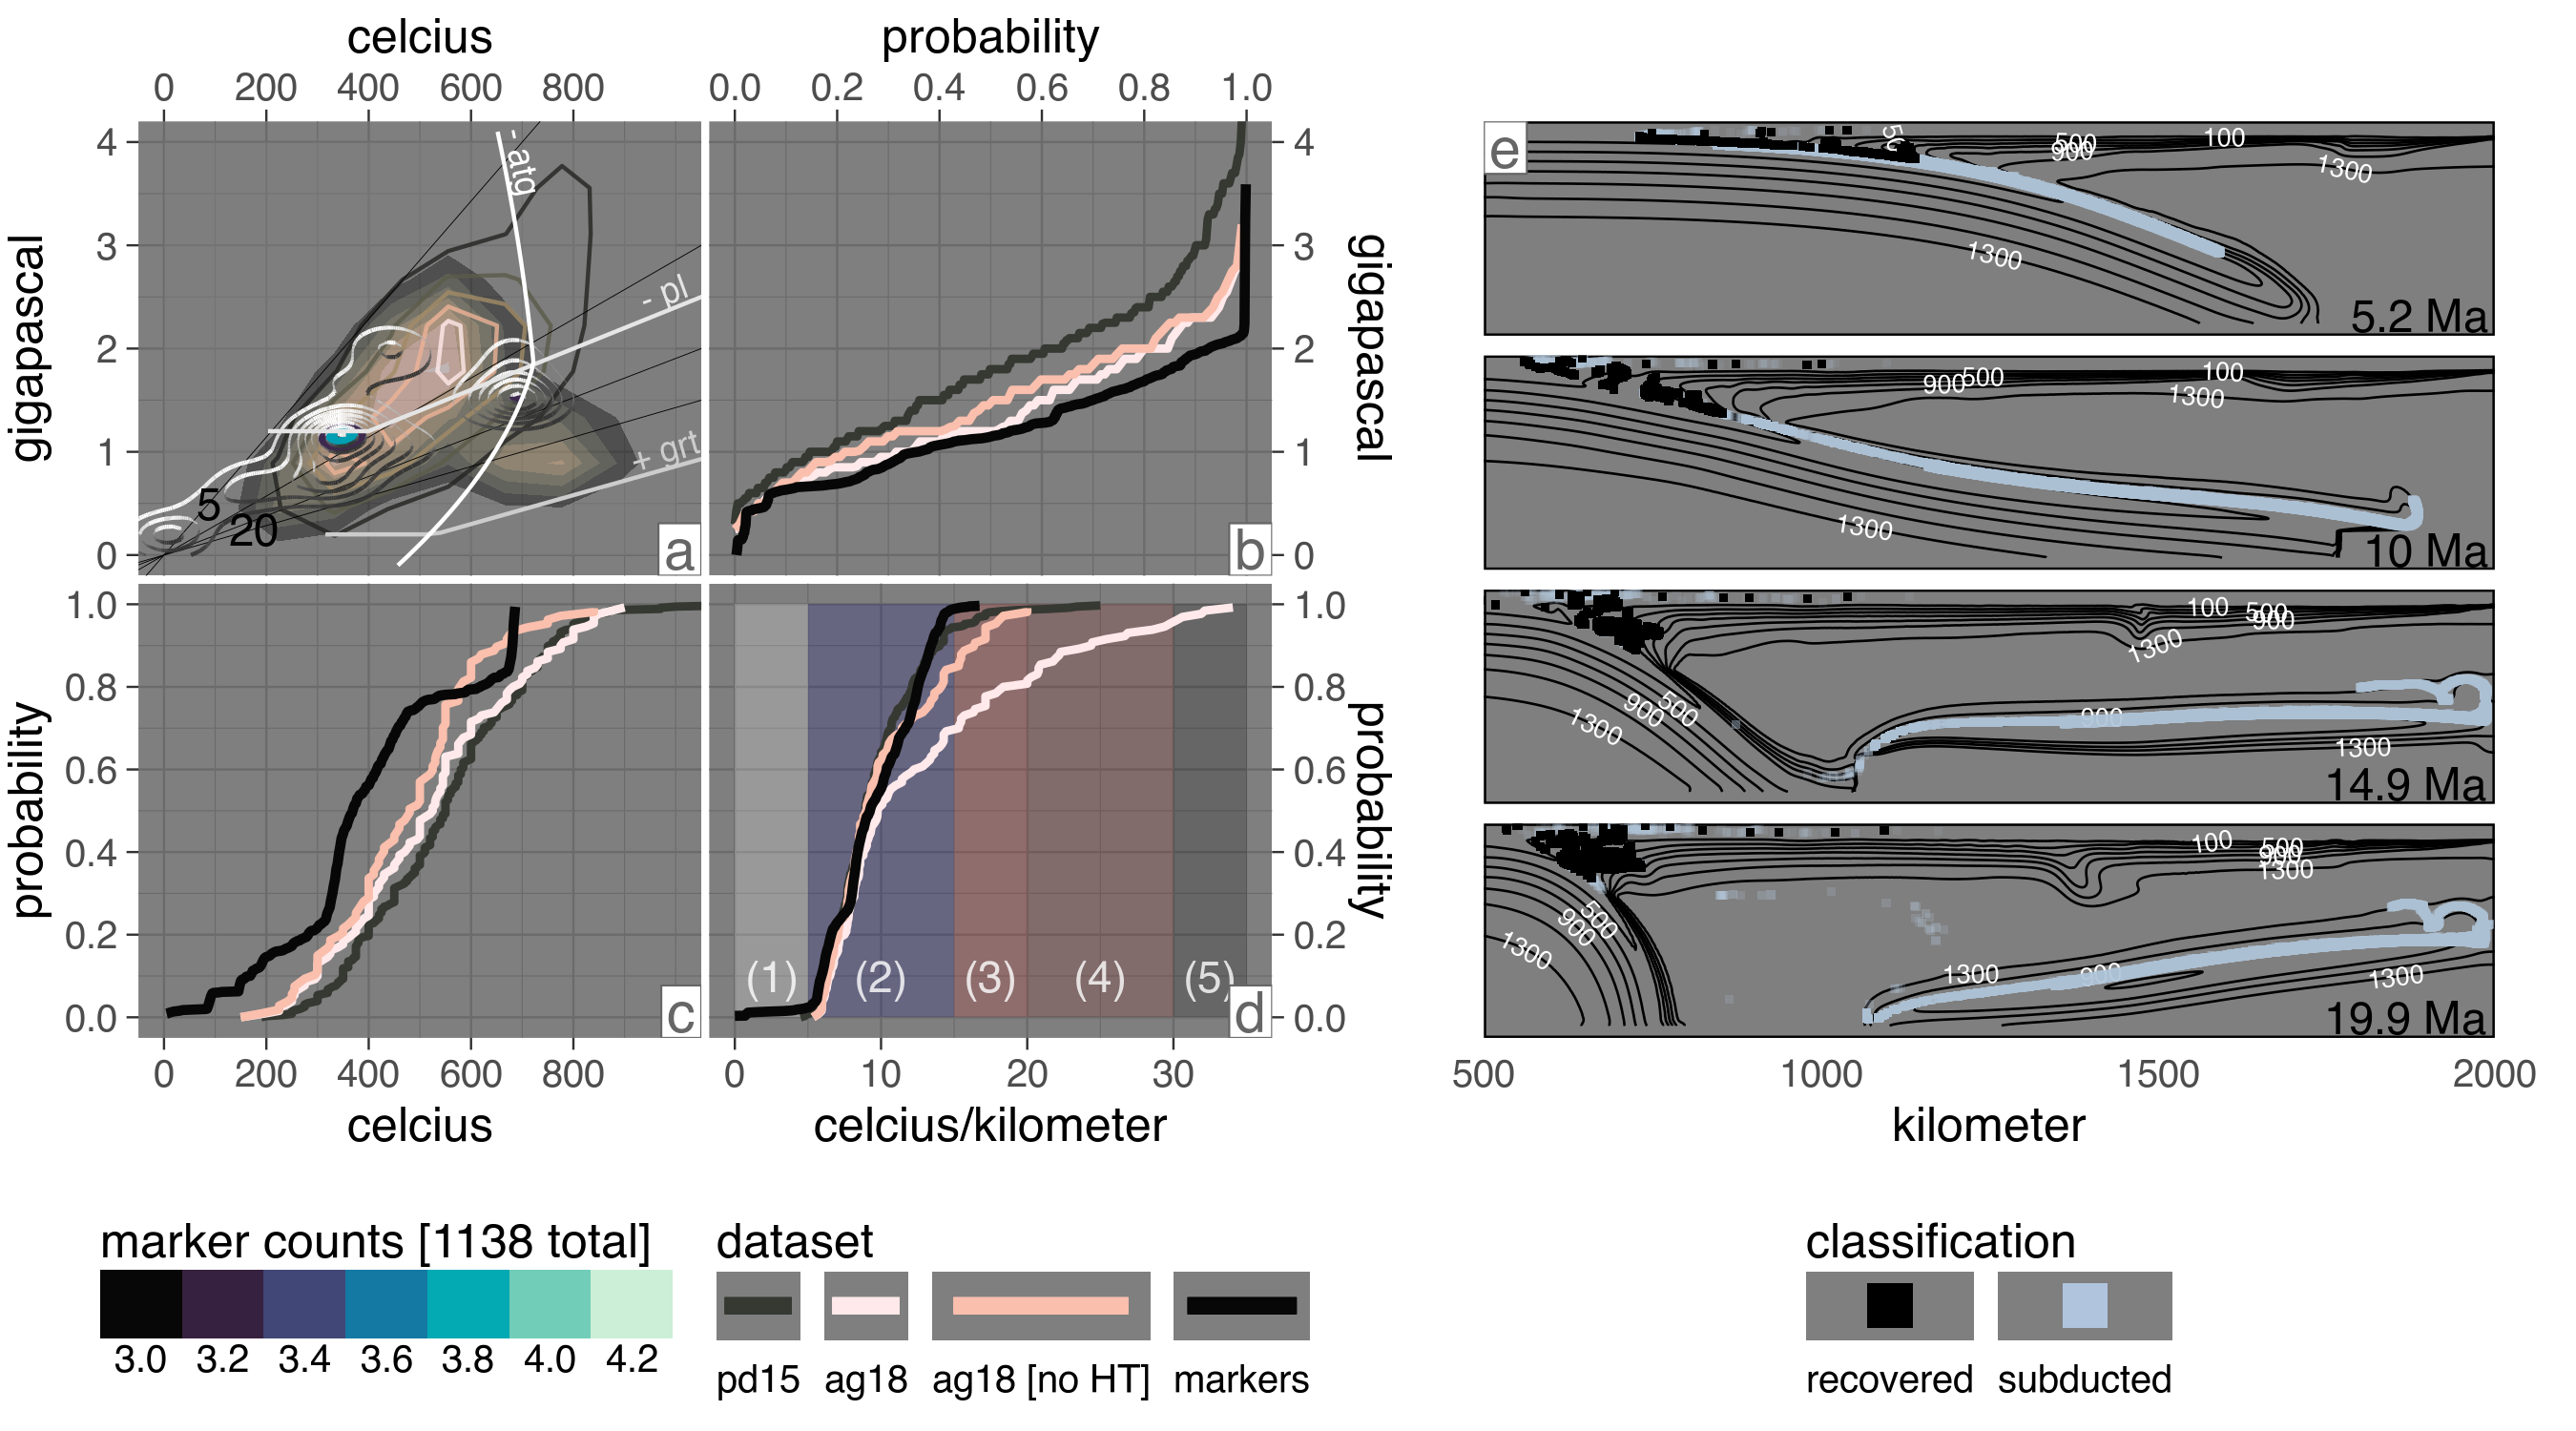 celcius
probability
0 200 400 600 800
0.0 0.2 0.4 0.6 0.8 1.0
gigapascal
4
3
2
1
0
- atg
- pl
+ grt
5
20
a
4
3
2
1
0
gigapascal
b
probability
1.0
0.8
0.6
0.4
0.2
0.0
c
0 200 400 600 800
celcius
(1) (2) (3) (4) (5)
d
1.0
0.8
0.6
0.4
0.2
0.0
probability
0 10 20 30
celcius/kilometer
e
500
900
100
1300
1300
5.2 Ma
900
500
100
1300
1300
10 Ma
100
500
900
1300
500
900
1300
900
1300
14.9 Ma
100
500
900
1300
500
900
1300
1300
900
1300
19.9 Ma
500 1000 1500 2000
kilometer
marker counts [1138 total]
3.0 3.2 3.4 3.6 3.8 4.0 4.2
dataset
pd15 ag18 ag18 [no HT] markers
classification
recovered subducted